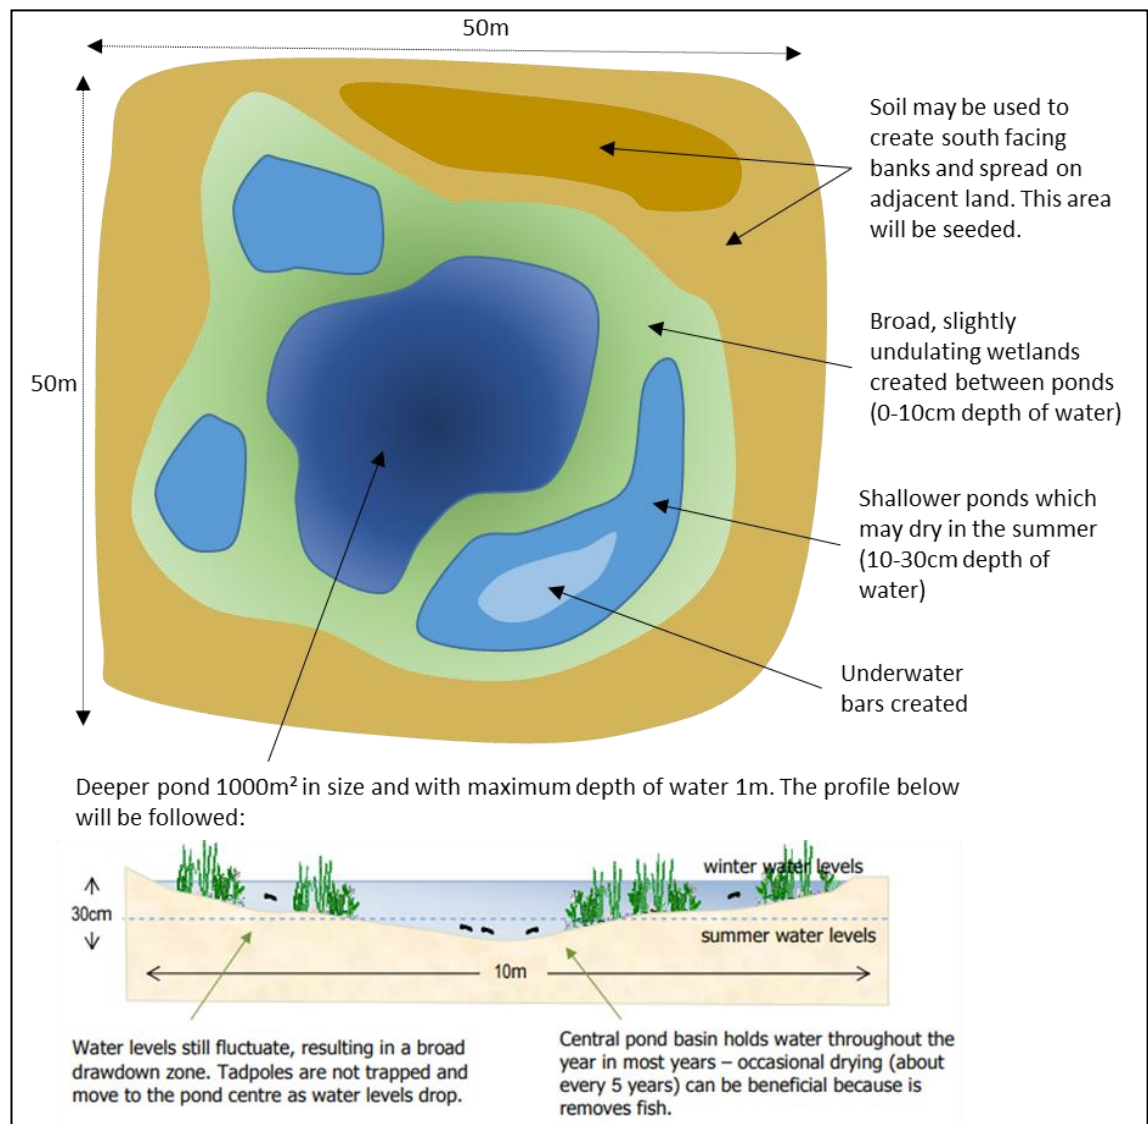 50m
50m
Soil may be used to
create south facing
banks and spread on
adjacent land. This area
will be seeded.
Broad, slightly
undulating wetlands
created between ponds
(0-10cm depth of water)
Shallower ponds which
may dry in the summer
(10-30cm depth of
water)
Underwater
bars created
Deeper pond 1000m² in size and with maximum depth of water 1m. The profile below
will be followed:
winter water levels
30cm
summer water levels
10m
Water levels still fluctuate, resulting in a broad
drawdown zone. Tadpoles are not trapped and
move to the pond centre as water levels drop.
Central pond basin holds water throughout the
year in most years – occasional drying (about
every 5 years) can be beneficial because is
removes fish.